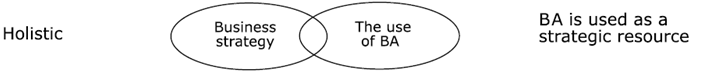 Holistic
Business
strategy
The use
of BA
BA is used as a
strategic resource